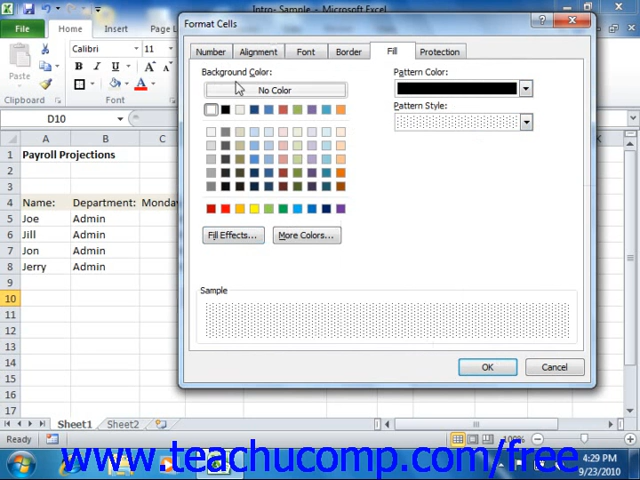 Intro- Sample - Microsoft Excel
Format Cells
File Home Insert
Number Alignment Font Border Fill Protection
Calibri 11
Paste
Clipboard
Font
Background Color:
No Color
Pattern Color:
Pattern Style:
D10
A B C K
1 Payroll Projections
2
3
4 Name: Department: Monday
5 Joe Admin
6 Jill Admin
7 Jon Admin
8 Jerry Admin
9
10
11
12
13
14
15
16
17
Fill Effects... More Colors...
Sample
OK Cancel
Sheet1 Sheet2
Ready 100%
www.teachucomp.com/free
4:29 PM
9/23/2010